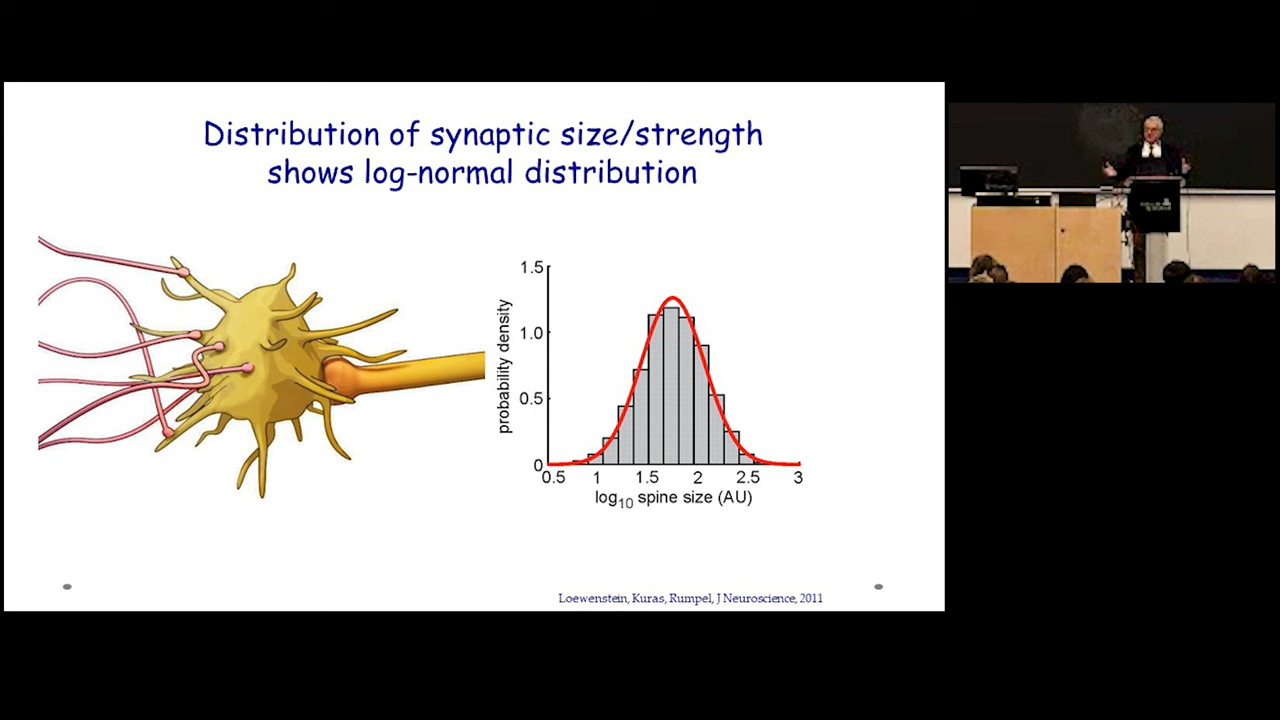 Distribution of synaptic size/strength
shows log-normal distribution
1.5
1.0
0.5
0
probability density
0.5 1 1.5 2 2.5 3
log10 spine size (AU)
Loewenstein, Kuras, Rumpel, J Neuroscience, 2011